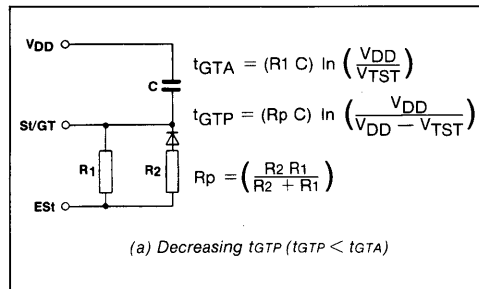 VDD
C
tGTA = (R1 C) ln (VDD / VTST)
St/GT
tGTP = (Rp C) ln (VDD / VDD – VTST)
R1
R2
Rp = (R2 R1 / R2 + R1)
ESt
(a) Decreasing tGTP (tGTP < tGTA)